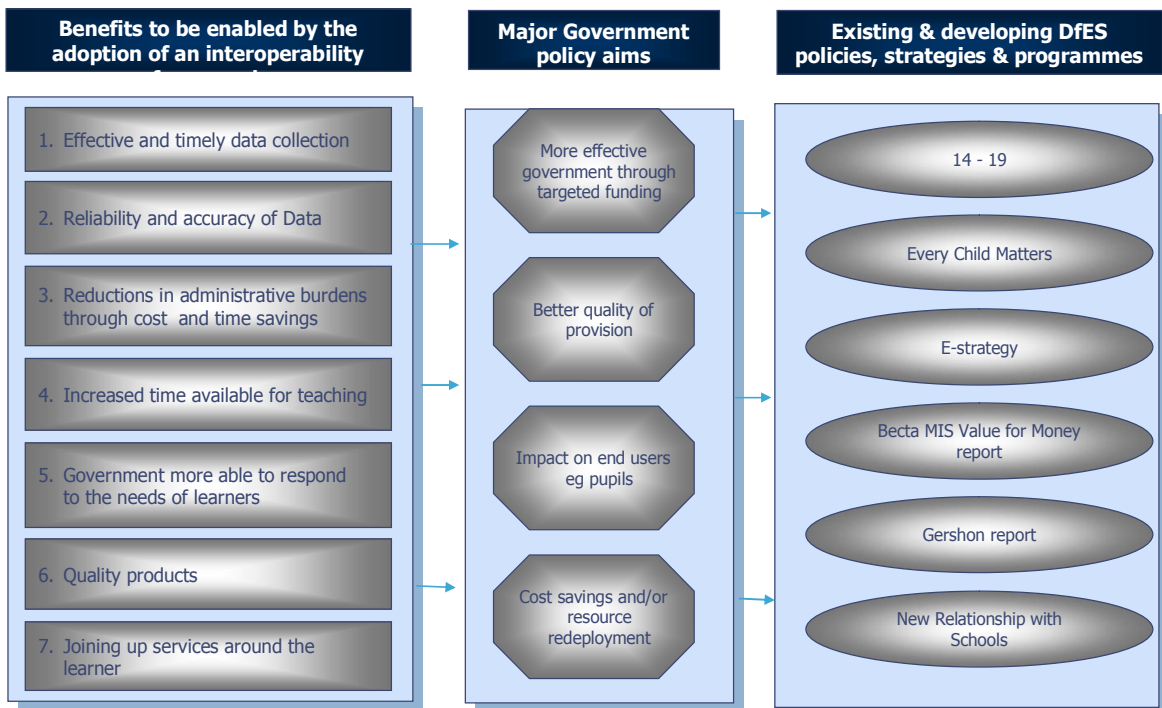 Benefits to be enabled by the
adoption of an interoperability
Major Government
policy aims
Existing & developing DfES
policies, strategies & programmes
1. Effective and timely data collection
2. Reliability and accuracy of Data
3. Reductions in administrative burdens
through cost and time savings
4. Increased time available for teaching
5. Government more able to respond
to the needs of learners
6. Quality products
7. Joining up services around the
learner
More effective
government through
targeted funding
Better quality of
provision
Impact on end users
eg pupils
Cost savings and/or
resource
redeployment
14 - 19
Every Child Matters
E-strategy
Becta MIS Value for Money
report
Gershon report
New Relationship with
Schools